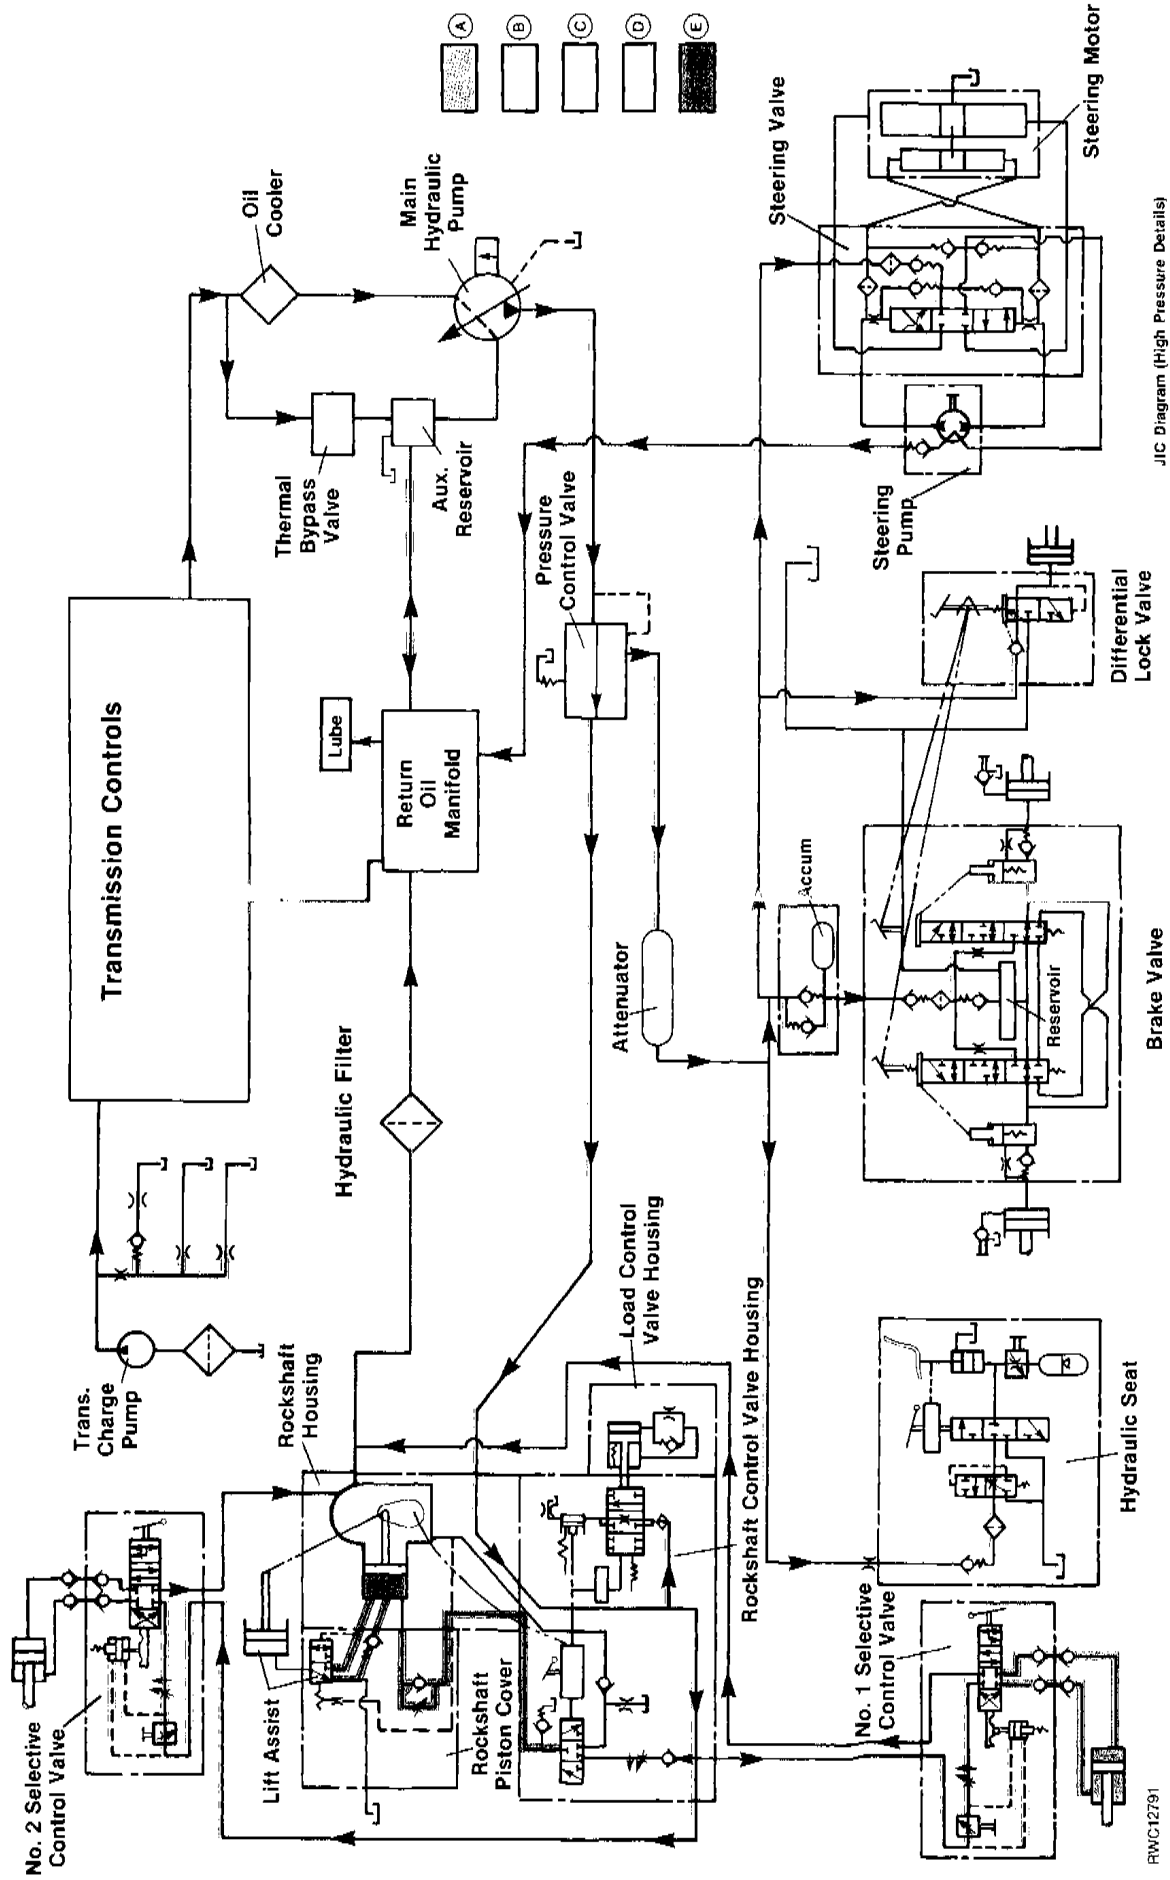 Transmission Controls
Trans.
Charge
Pump
Oil
Cooler
Thermal
Bypass
Valve
Aux.
Reservoir
Main
Hydraulic
Pump
A
B
C
D
E
Lube
Return
Oil
Manifold
Hydraulic Filter
Pressure
Control Valve
Attenuator
Rockshaft
Housing
No. 2 Selective
Control Valve
Lift Assist
Rockshaft
Piston Cover
Load Control
Valve Housing
Rockshaft Control Valve Housing
No. 1 Selective
Control Valve
Hydraulic Seat
Accum
Reservoir
Brake Valve
Differential
Lock Valve
Steering
Pump
Steering Valve
Steering Motor
RWC12791
JIC Diagram (High Pressure Details)